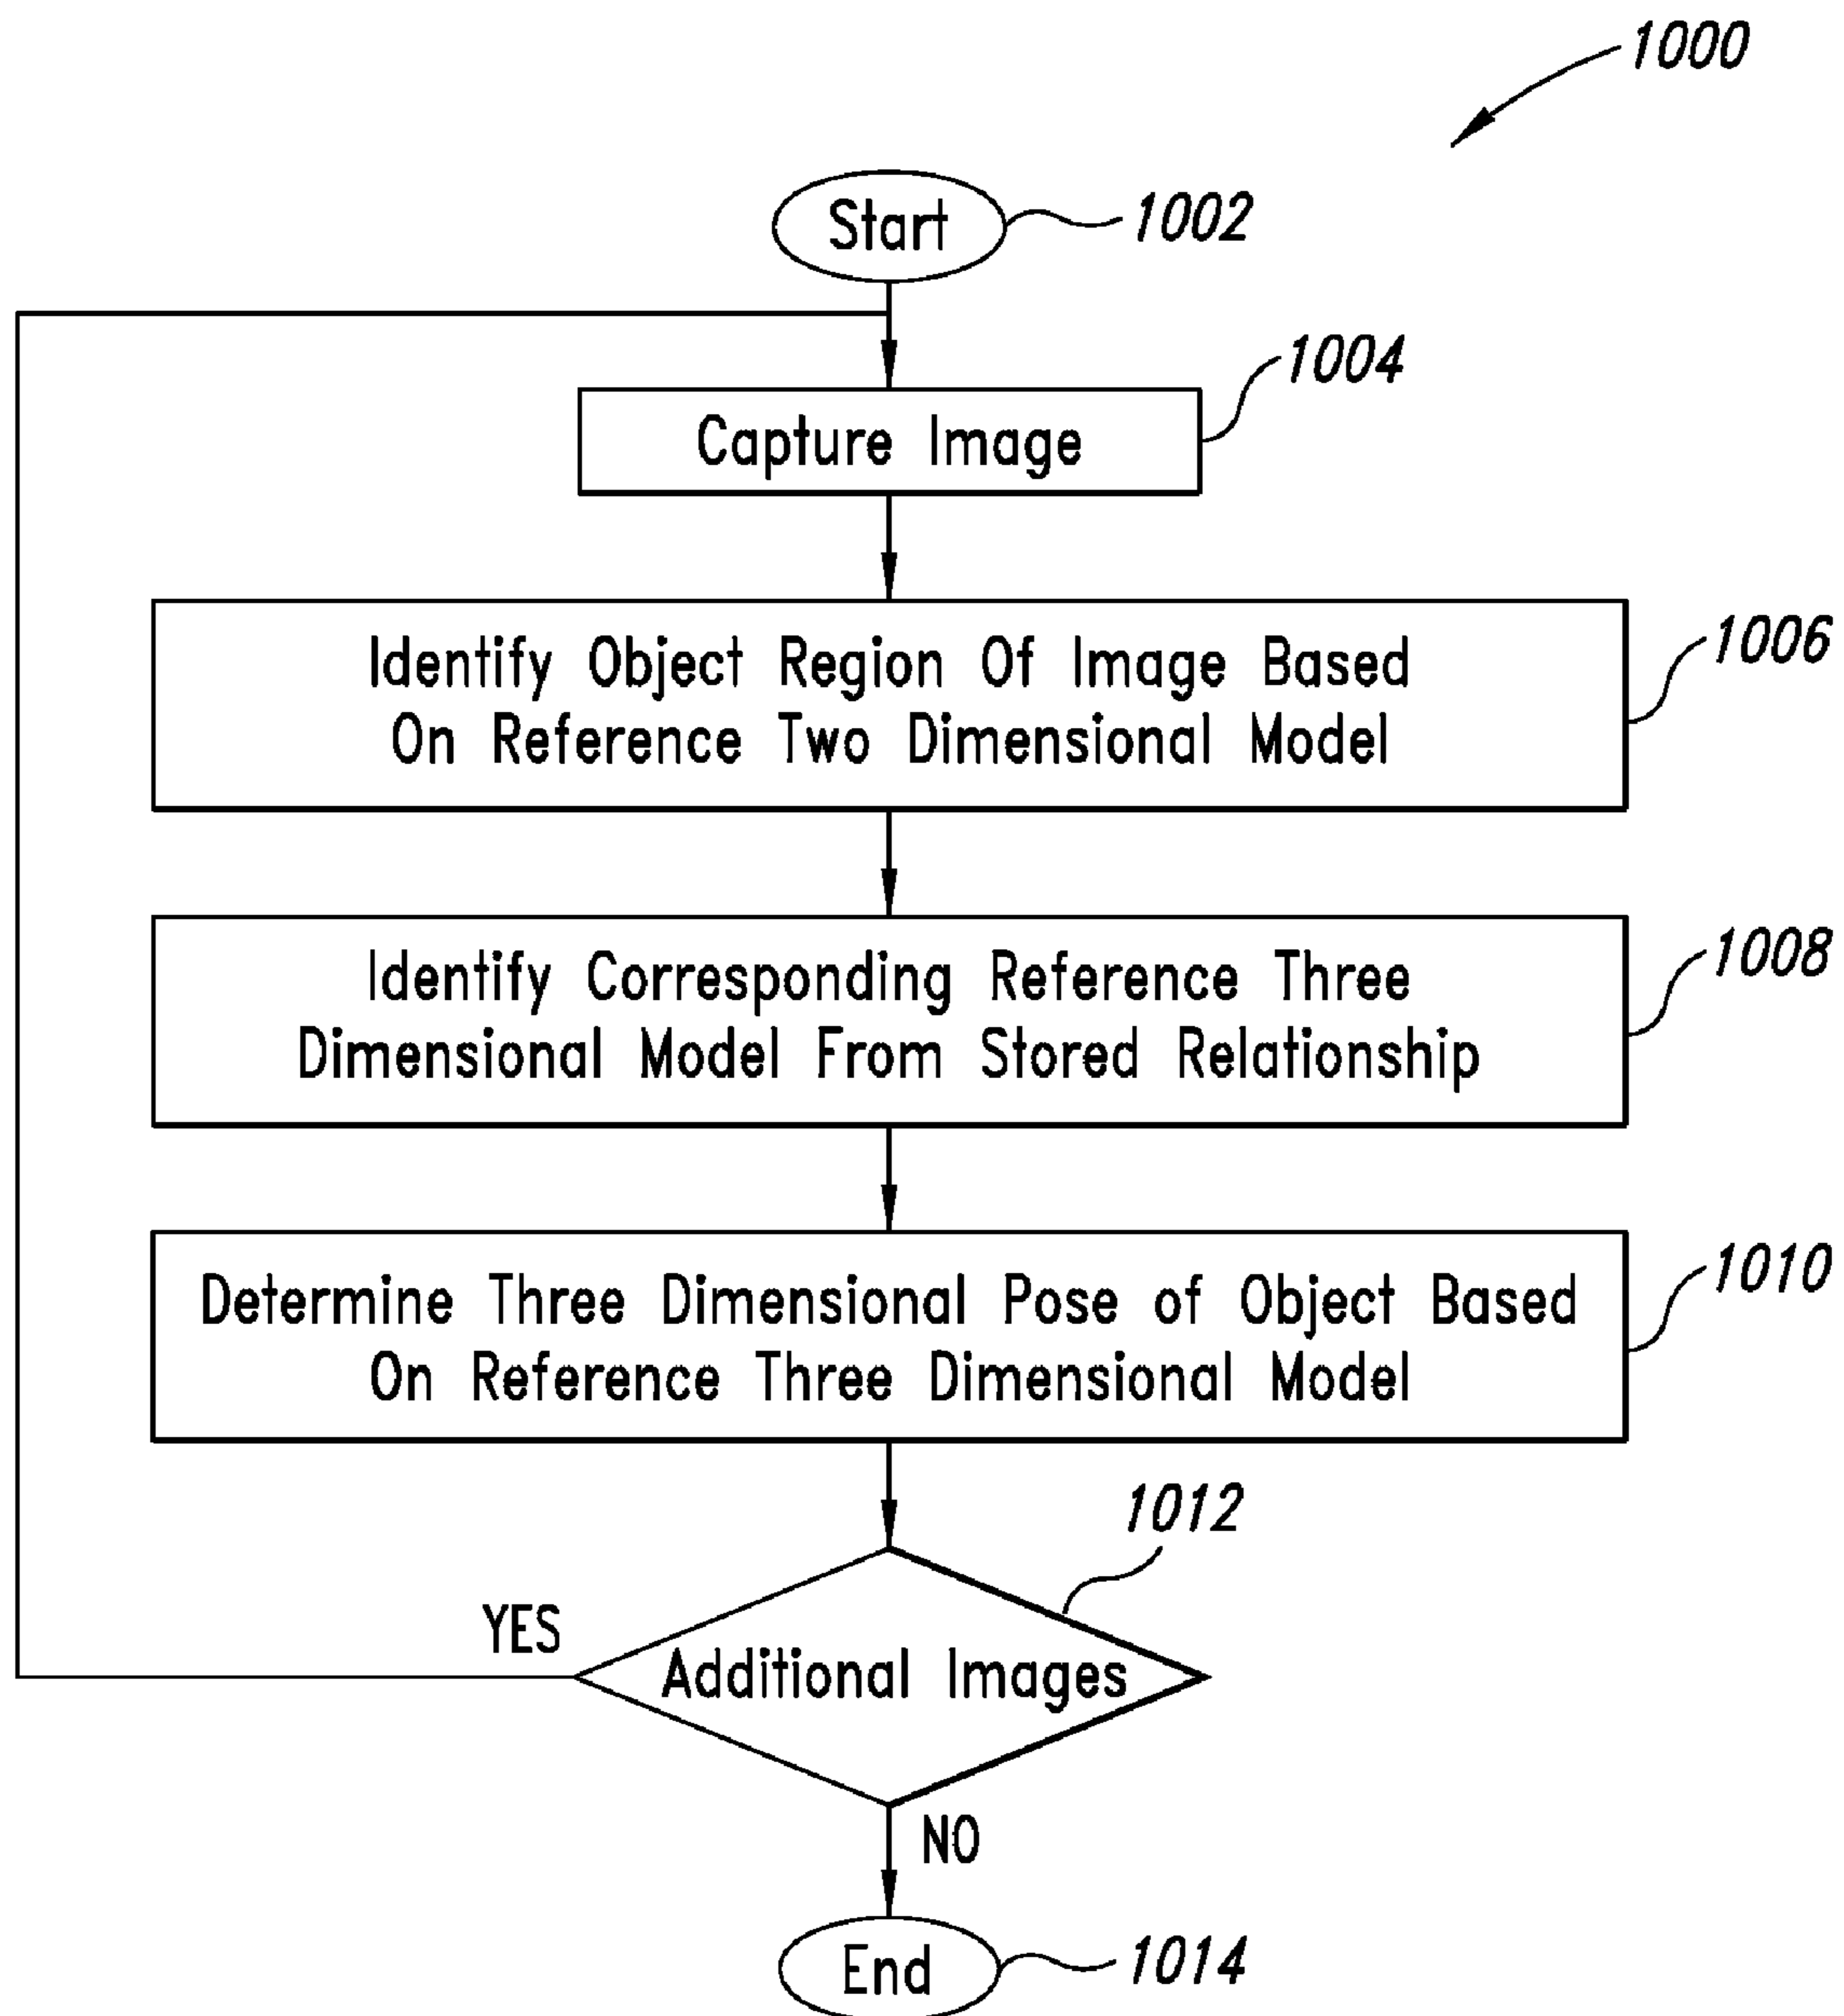 1000
Start
1002
1004
Capture Image
1006
Identify Object Region Of Image Based
On Reference Two Dimensional Model
1008
Identify Corresponding Reference Three
Dimensional Model From Stored Relationship
1010
Determine Three Dimensional Pose of Object Based
On Reference Three Dimensional Model
1012
YES
Additional Images
NO
End
1014